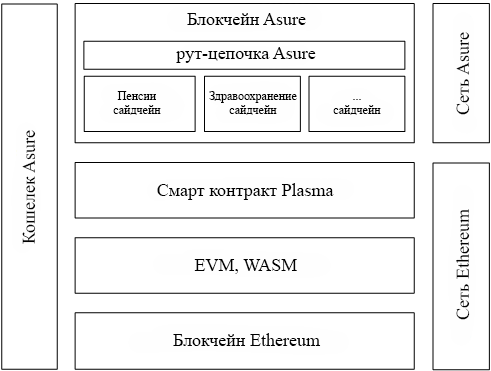 Кошелек Asure
Блокчейн Asure
рут-цепочка Asure
Пенсии
сайдчейн
Здравоохранение
сайдчейн
...
сайдчейн
Сеть Asure
Смарт контракт Plasma
EVM, WASM
Блокчейн Ethereum
Сеть Ethereum